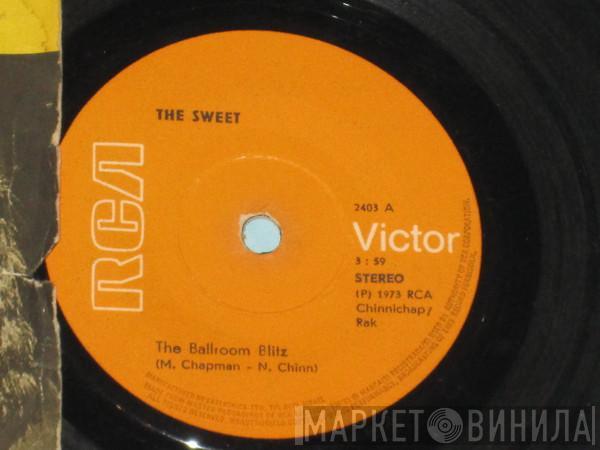 THE SWEET
RCA
2403 A
Victor
3 : 59
STEREO
(P) 1973 RCA
Chinnichap/
Rak
The Ballroom Blitz
(M. Chapman - N. Chinn)
МАРКЕТ ВИНИЛА